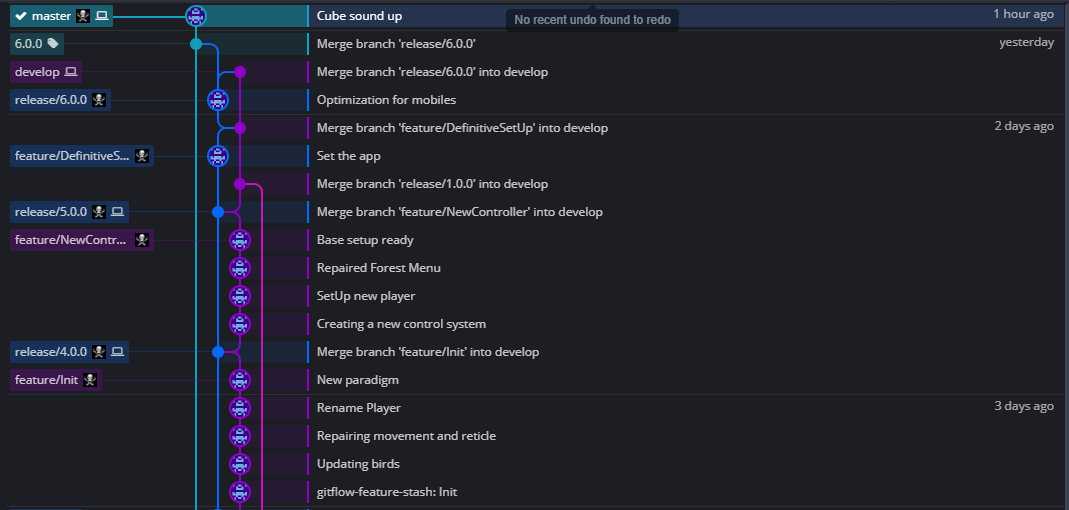 master Cube sound up No recent undo found to redo 1 hour ago
6.0.0 Merge branch 'release/6.0.0' yesterday
develop Merge branch 'release/6.0.0' into develop
release/6.0.0 Optimization for mobiles
Merge branch 'feature/DefinitiveSetUp' into develop 2 days ago
feature/DefinitiveS... Set the app
Merge branch 'release/1.0.0' into develop
release/5.0.0 Merge branch 'feature/NewController' into develop
feature/NewContr... Base setup ready
Repaired Forest Menu
SetUp new player
Creating a new control system
release/4.0.0 Merge branch 'feature/Init' into develop
feature/Init New paradigm
Rename Player 3 days ago
Repairing movement and reticle
Updating birds
gitflow-feature-stash: Init